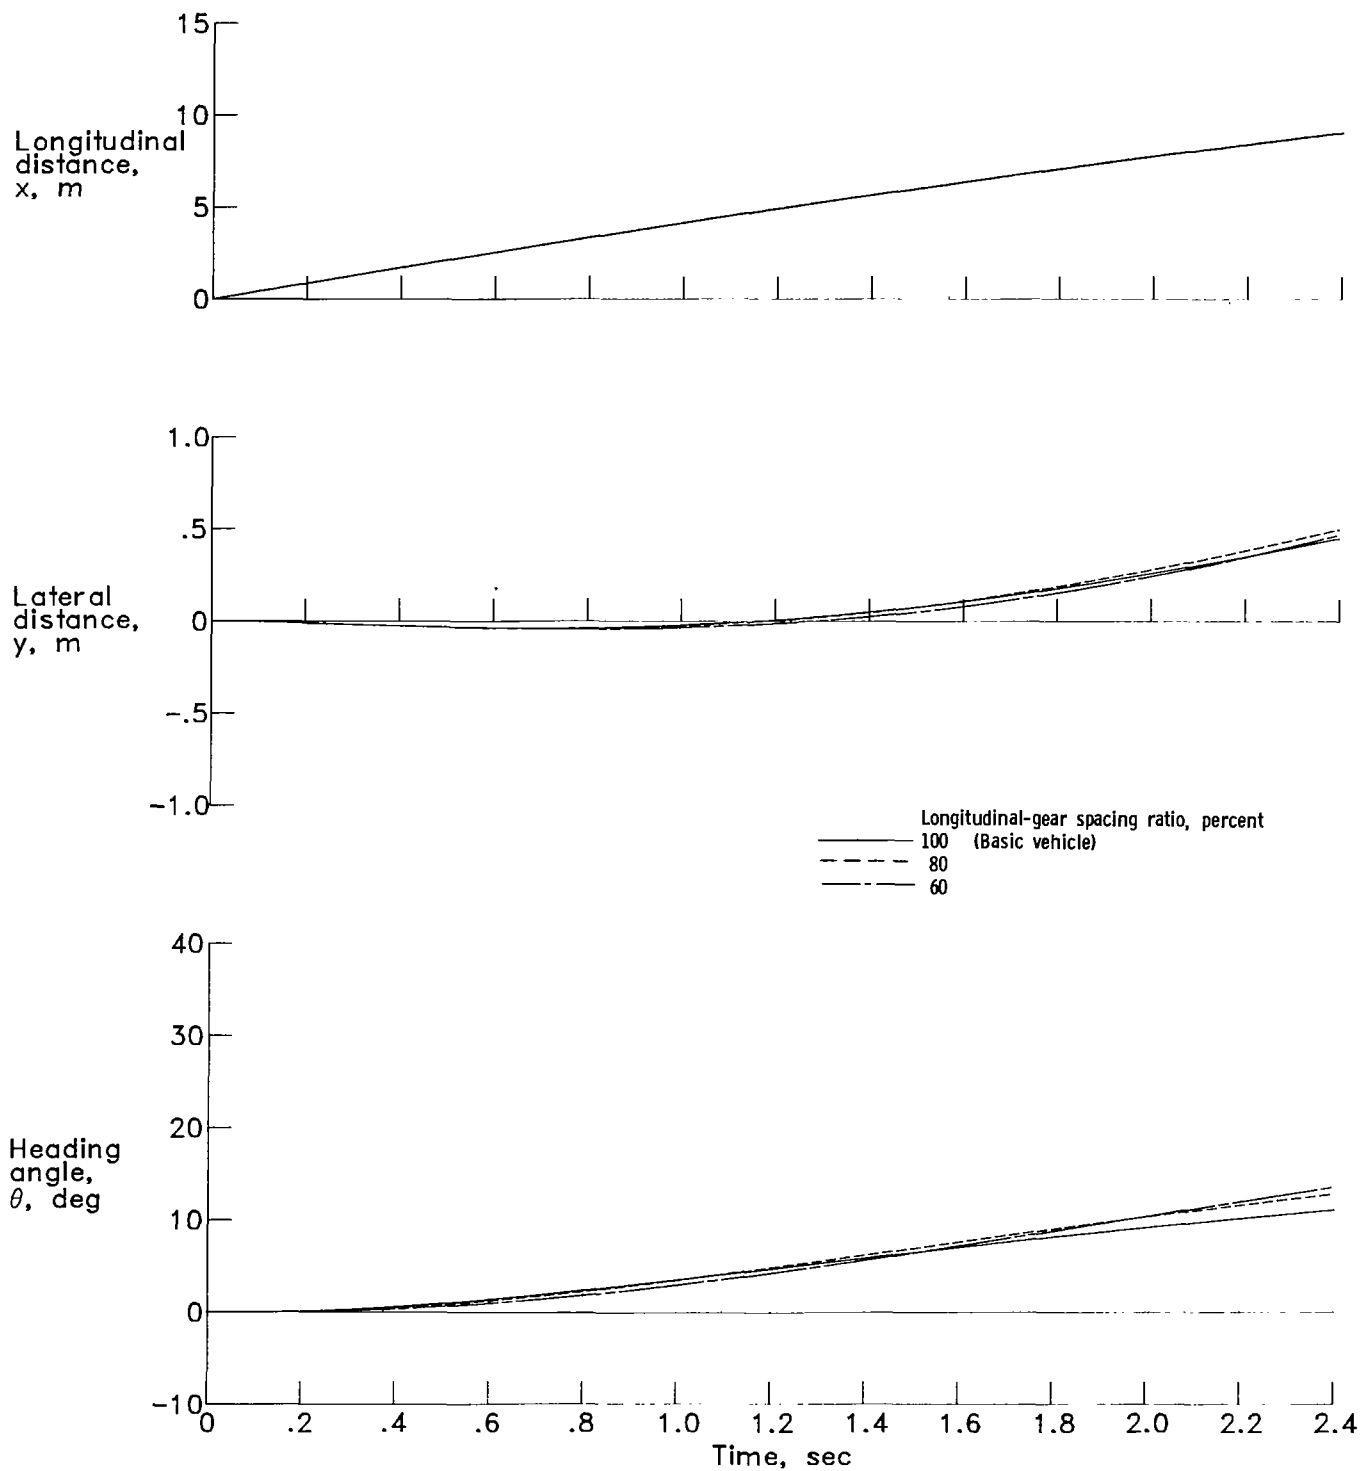 15
10
Longitudinal
distance,
x, m
5
0
1.0
.5
Lateral
distance,
y, m
0
-.5
-1.0
Longitudinal-gear spacing ratio, percent
100 (Basic vehicle)
80
60
40
30
20
Heading
angle,
θ, deg
10
0
-10
0 .2 .4 .6 .8 1.0 1.2 1.4 1.6 1.8 2.0 2.2 2.4
Time, sec